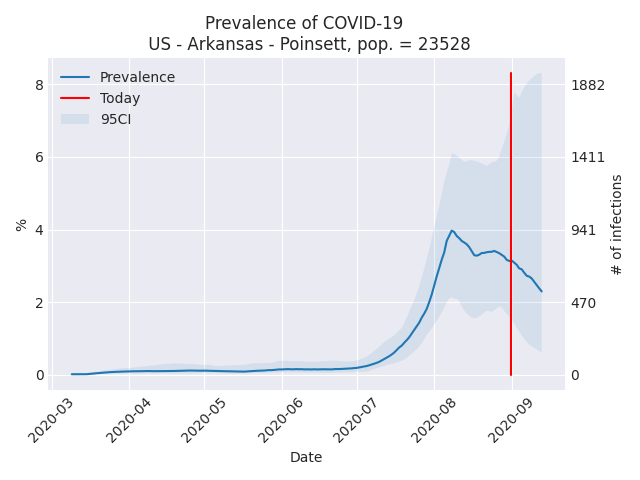 Prevalence of COVID-19
US - Arkansas - Poinsett, pop. = 23528
Prevalence
Today
95CI
8
6
4
2
0
%
1882
1411
941
470
0
# of infections
2020-03
2020-04
2020-05
2020-06
2020-07
2020-08
2020-09
Date